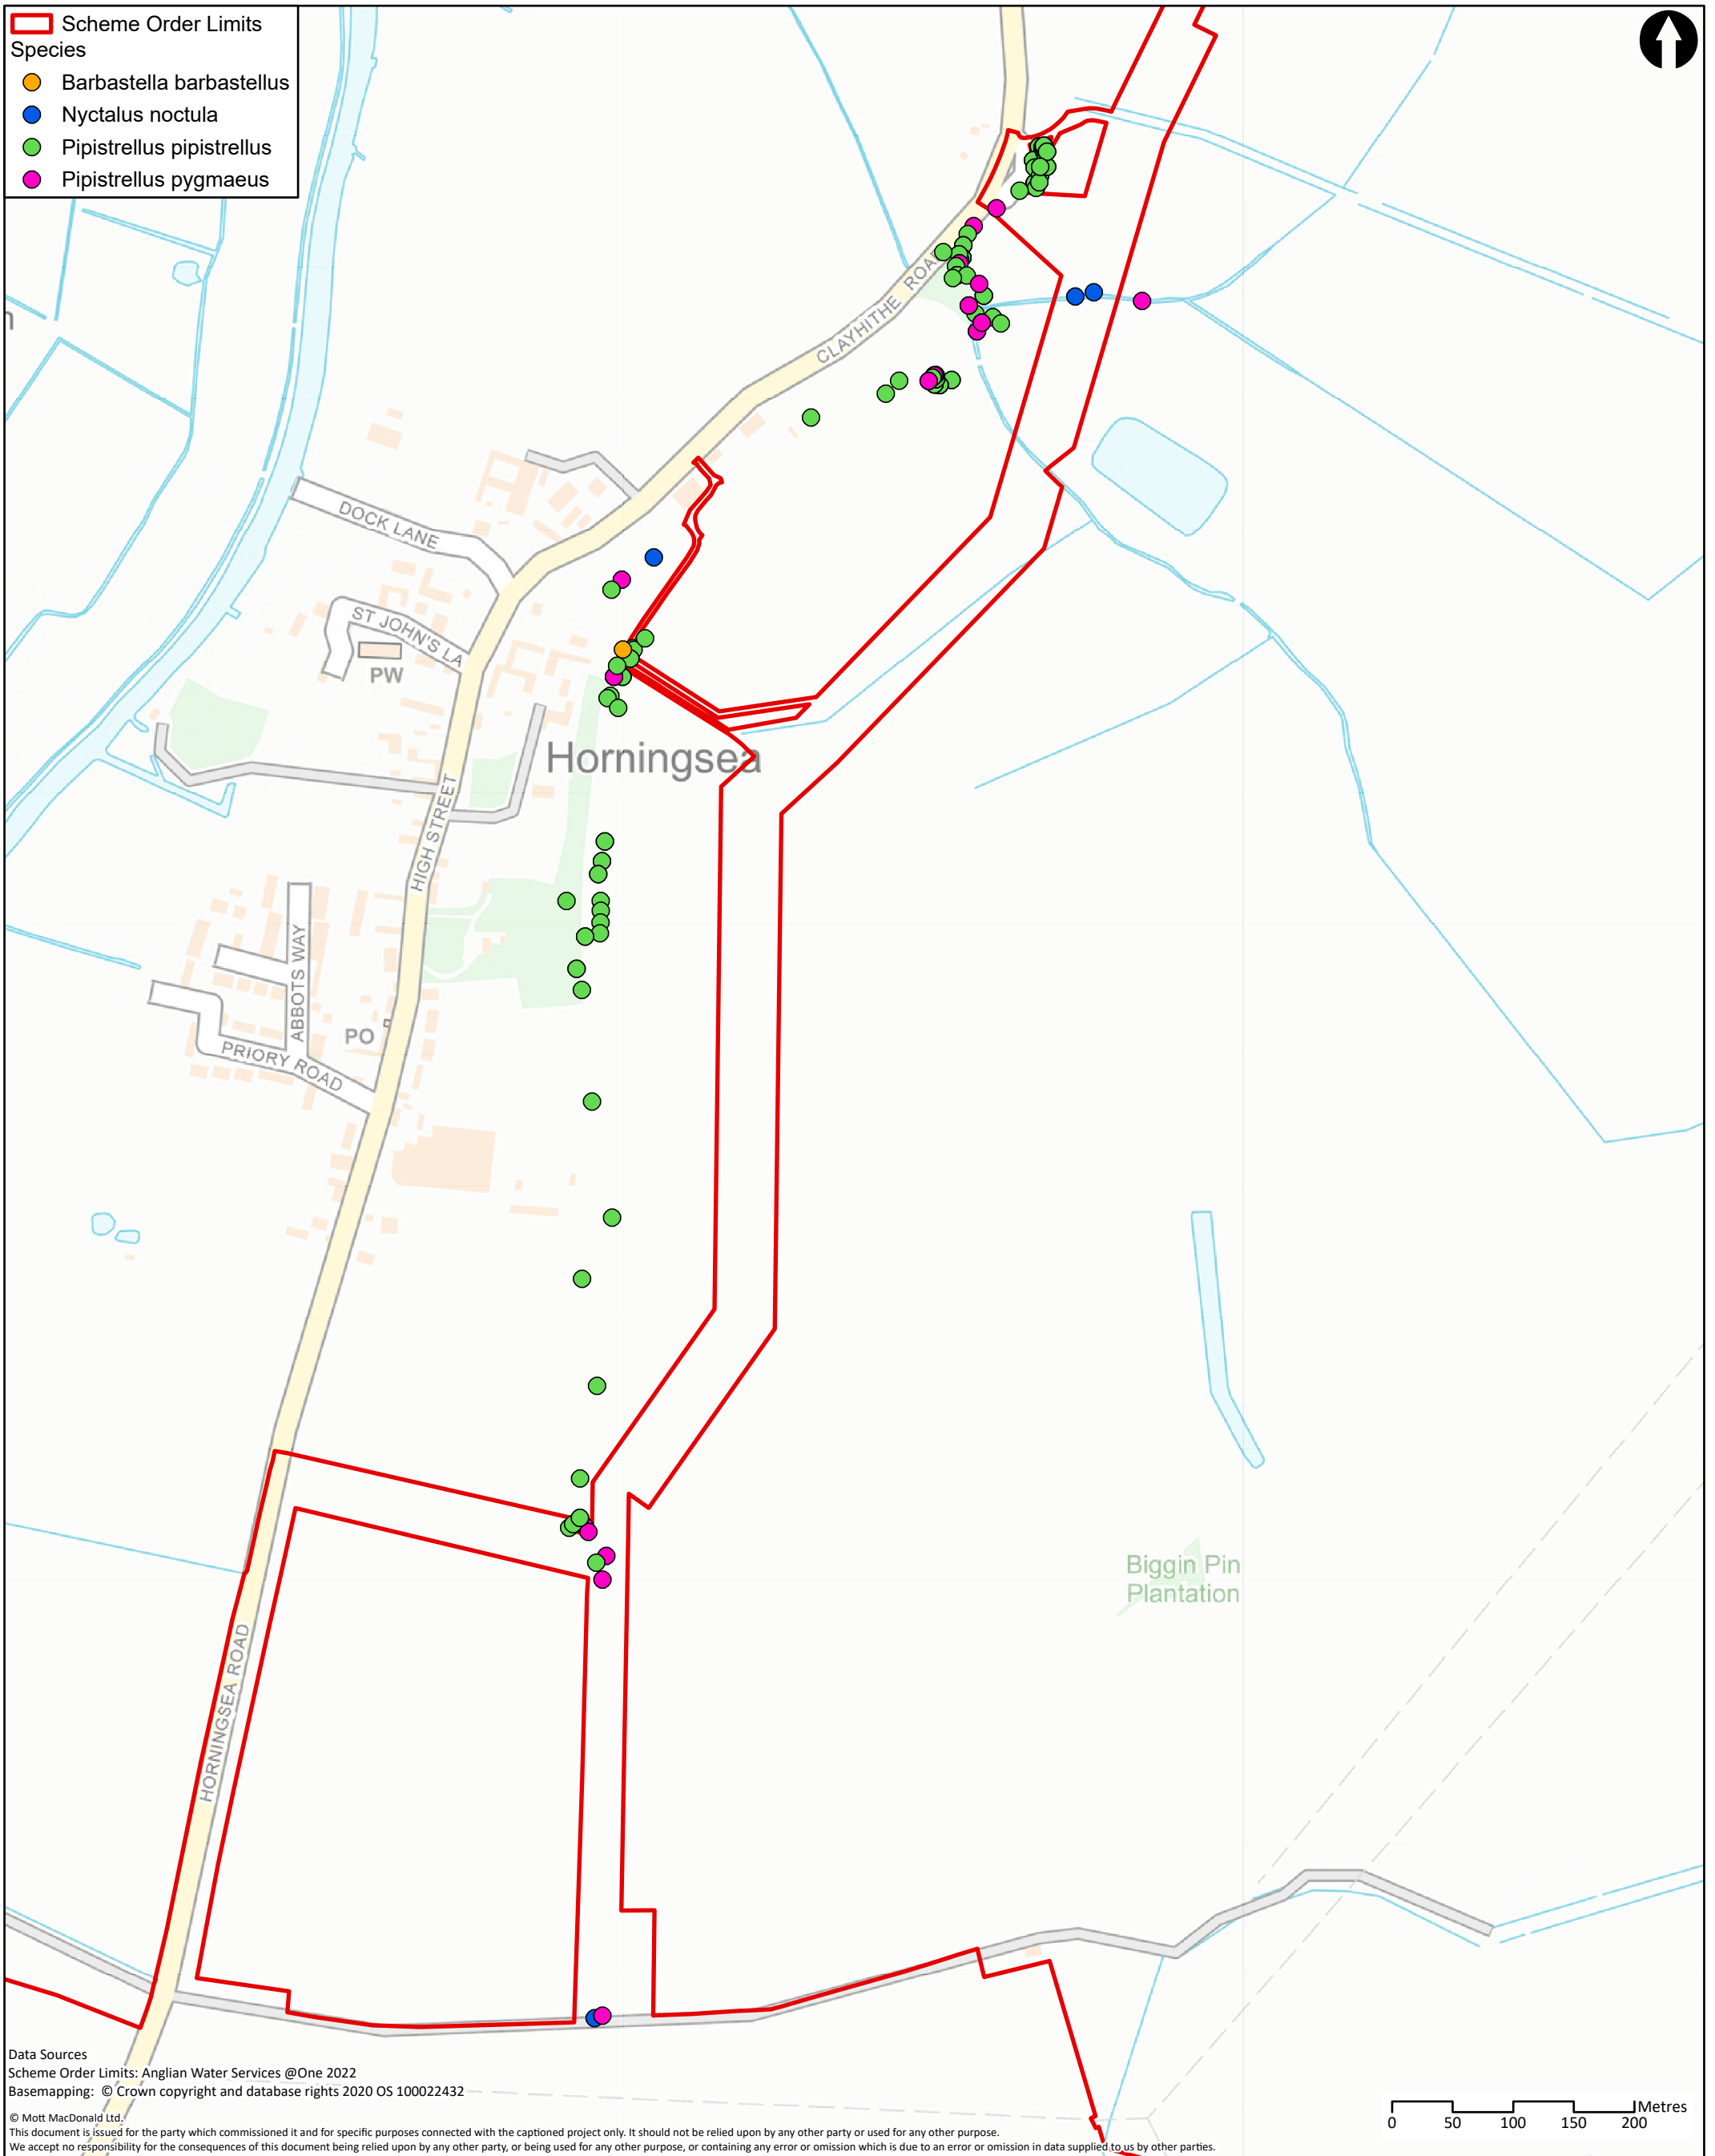 Scheme Order Limits
Species
Barbastella barbastellus
Nyctalus noctula
Pipistrellus pipistrellus
Pipistrellus pygmaeus
CLAYHITHE ROAD
DOCK LANE
ST JOHN'S LA
PW
Horningsea
HIGH STREET
ABBOTS WAY
PO
PRIORY ROAD
Biggin Pin
Plantation
HORNINGSEA ROAD
Data Sources
Scheme Order Limits: Anglian Water Services @One 2022
Basemapping: © Crown copyright and database rights 2020 OS 100022432
© Mott MacDonald Ltd.
This document is issued for the party which commissioned it and for specific purposes connected with the captioned project only. It should not be relied upon by any other party or used for any other purpose.
We accept no responsibility for the consequences of this document being relied upon by any other party, or being used for any other purpose, or containing any error or omission which is due to an error or omission in data supplied to us by other parties.
Metres
0 50 100 150 200